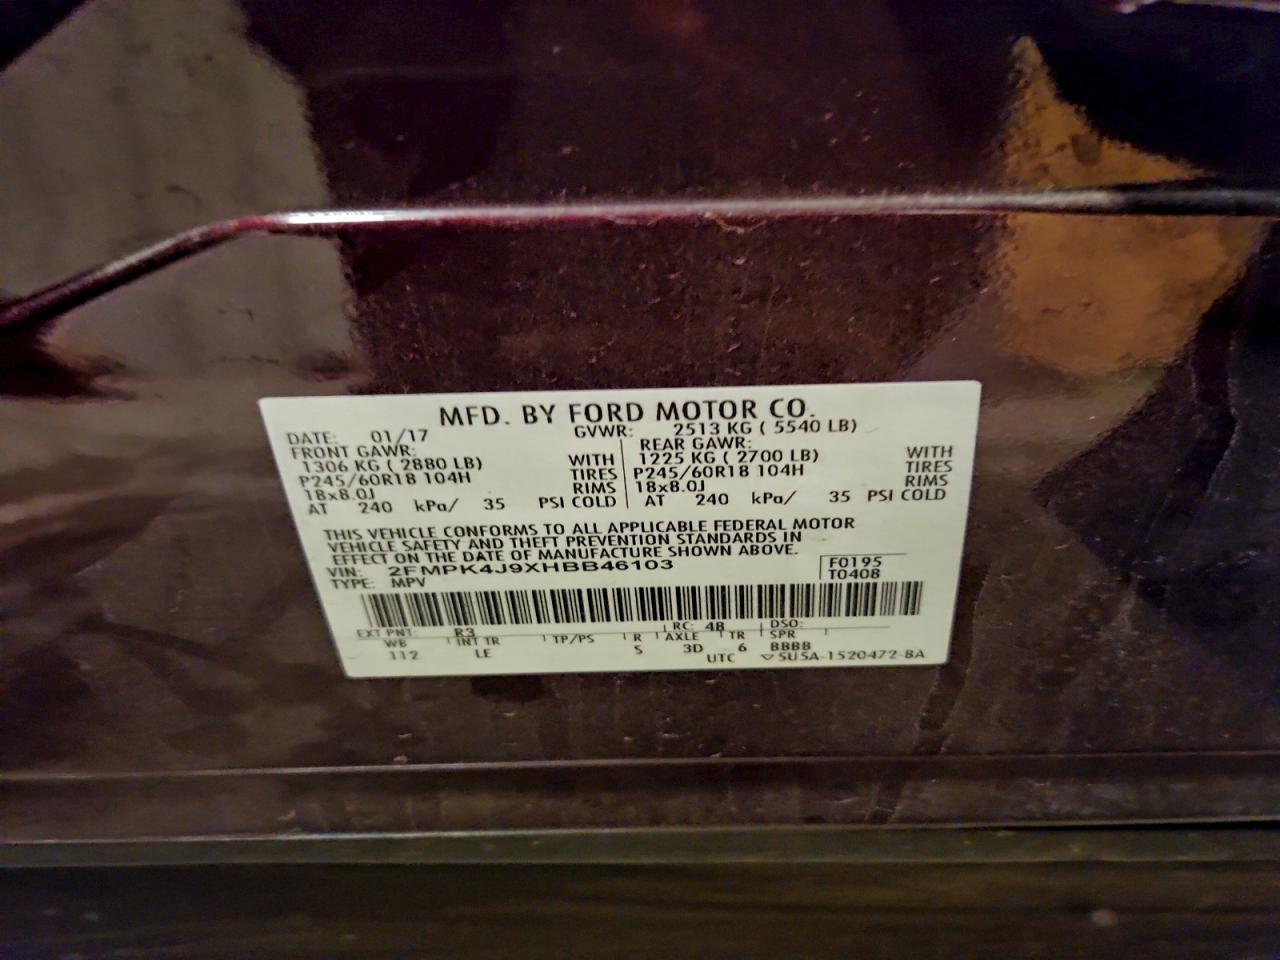 MFD. BY FORD MOTOR CO.
DATE: 01/17 GVWR: 2513 KG ( 5540 LB)
FRONT GAWR: REAR GAWR:
1306 KG ( 2880 LB) WITH 1225 KG ( 2700 LB) WITH
P245/60R18 104H TIRES P245/60R18 104H TIRES
18x8.0J RIMS 18x8.0J RIMS
AT 240 kPa/ 35 PSI COLD AT 240 kPa/ 35 PSI COLD
THIS VEHICLE CONFORMS TO ALL APPLICABLE FEDERAL MOTOR
VEHICLE SAFETY AND THEFT PREVENTION STANDARDS IN
EFFECT ON THE DATE OF MANUFACTURE SHOWN ABOVE.
VIN: 2FMPK4J9XHBB46103 F0195
TYPE: MPV T0408
EXT PNT: R3 RC: 48 DSO:
WB INT TR TP/PS R AXLE TR SPR
112 LE S 3D 6 BBBB
UTC ▽5U5A-1520472-BA